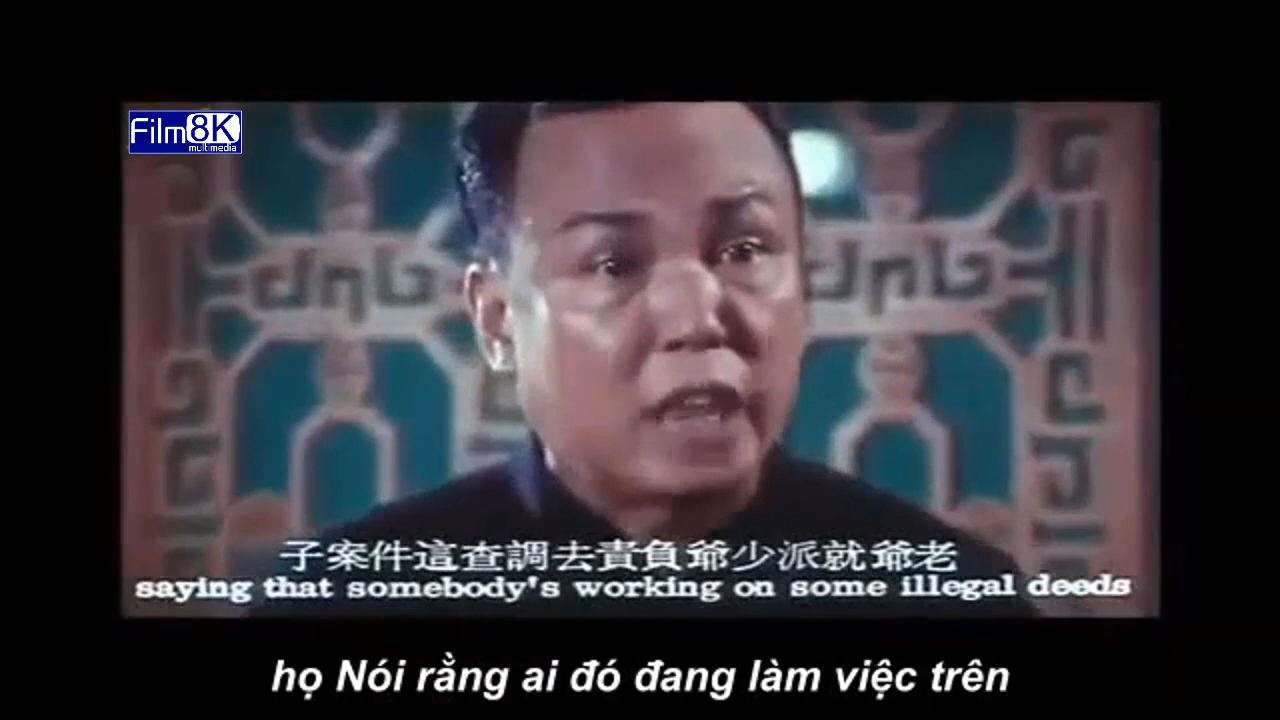 Film8K
multimedia
子案件這查調去責負爺少派就爺老
saying that somebody's working on some illegal deeds
họ Nói rằng ai đó đang làm việc trên